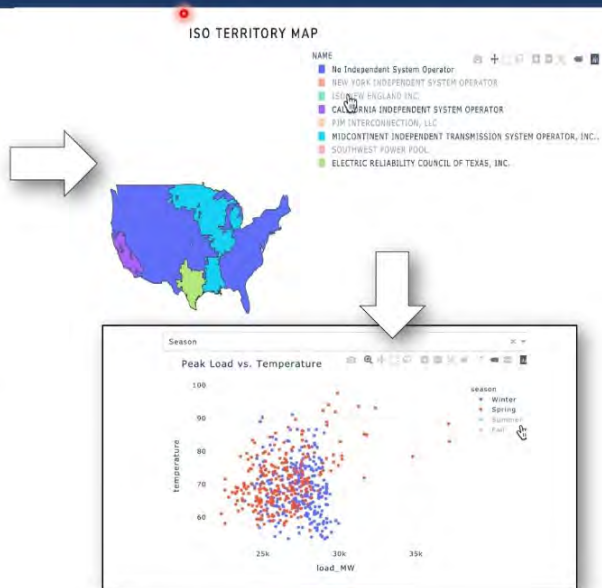 ISO TERRITORY MAP
NAME
No Independent System Operator
NEW YORK INDEPENDENT SYSTEM OPERATOR
ISO NEW ENGLAND INC.
CALIFORNIA INDEPENDENT SYSTEM OPERATOR
PJM INTERCONNECTION, LLC
MIDCONTINENT INDEPENDENT TRANSMISSION SYSTEM OPERATOR, INC..
SOUTHWEST POWER POOL
ELECTRIC RELIABILITY COUNCIL OF TEXAS, INC.
Season
Peak Load vs. Temperature
season
Winter
Spring
Summer
Fall
temperature
100
90
80
70
60
25k 30k 35k
load_MW